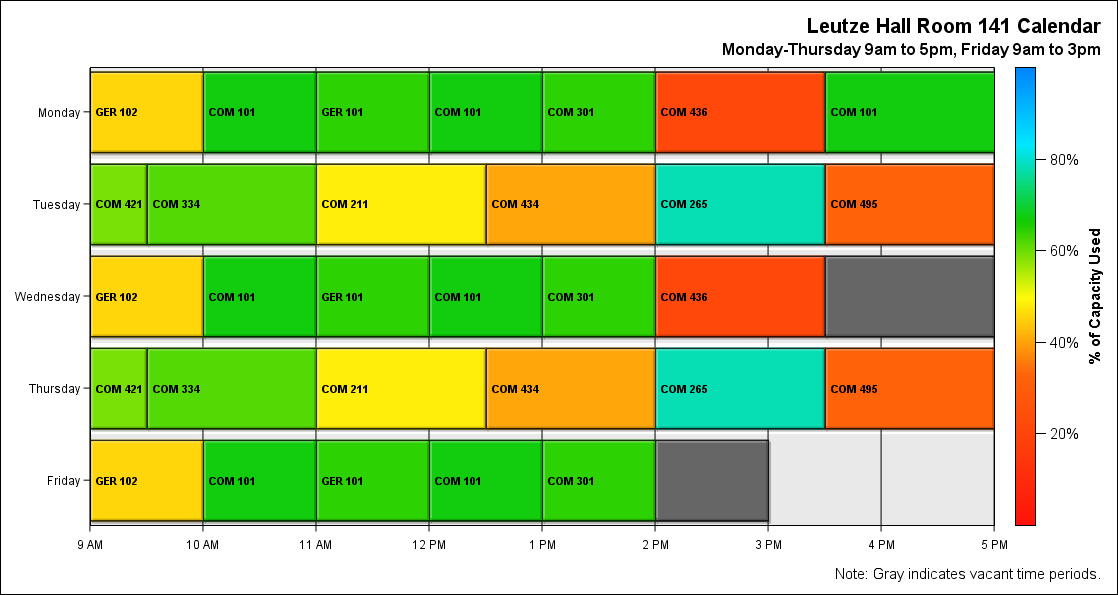 Leutze Hall Room 141 Calendar
Monday-Thursday 9am to 5pm, Friday 9am to 3pm
Monday
GER 102 COM 101 GER 101 COM 101 COM 301 COM 436 COM 101
80%
Tuesday
COM 421 COM 334 COM 211 COM 434 COM 265 COM 495
60%
Wednesday
GER 102 COM 101 GER 101 COM 101 COM 301 COM 436
% of Capacity Used
40%
Thursday
COM 421 COM 334 COM 211 COM 434 COM 265 COM 495
20%
Friday
GER 102 COM 101 GER 101 COM 101 COM 301
9 AM 10 AM 11 AM 12 PM 1 PM 2 PM 3 PM 4 PM 5 PM
Note: Gray indicates vacant time periods.